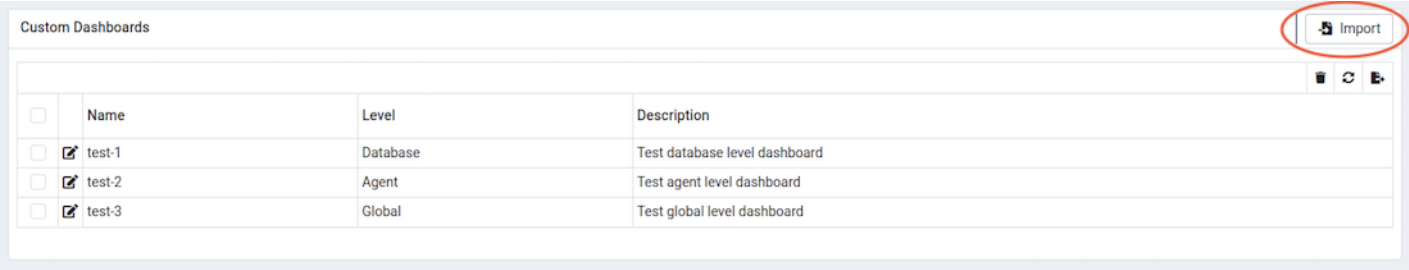 Custom Dashboards Import
Name Level Description
test-1 Database Test database level dashboard
test-2 Agent Test agent level dashboard
test-3 Global Test global level dashboard